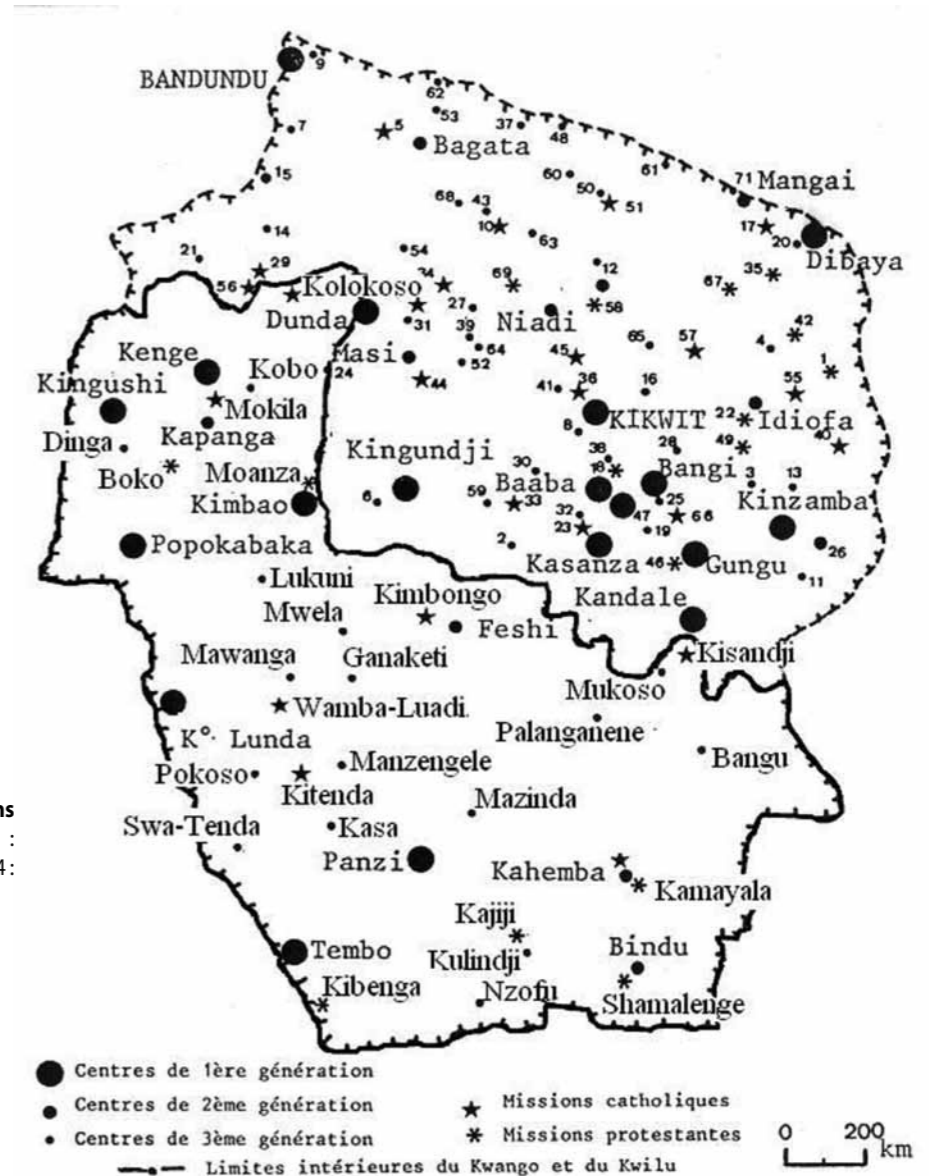 BANDUNDU
9
62
53
7
5
37
48
Bagata
15
60
61
50
51
71
Mangai
68
43
10
17
14
63
20
Dibaya
54
21
29
12
56
34
69
35
67
Kolokoso
27
58
Dunda
31
Niadi
42
39
65
57
4
Kenge
Masi
64
45
1
Kobo
24
52
Kingushi
44
41
36
16
55
Mokila
22
Idiofa
KIKWIT
Kapanga
8
40
Dinga
28
49
Kingundji
38
Boko
Moanza
30
18
Bangi
Baaba
3
13
Kimbao
6
59
33
25
Kinzamba
32
47
66
23
19
Popokabaka
2
26
Kasanza
46
Gungu
11
Lukuni
Kimbongo
Kandale
Mwela
Feshi
Mawanga
Ganaketi
Kisandji
Mukoso
Wamba-Luadi
Palanganene
K° Lunda
Bangu
Pokoso
Manzengele
Kitenda
Mazinda
ns
:
Swa-Tenda
Kasa
4:
Panzi
Kahemba
Kamayala
Kajiji
Tembo
Bindu
Kulindji
Kibenga
Nzofu
Shamalenge
Centres de 1ère génération
Centres de 2ème génération
Missions catholiques
Centres de 3ème génération
Missions protestantes
0 200 km
Limites intérieures du Kwango et du Kwilu